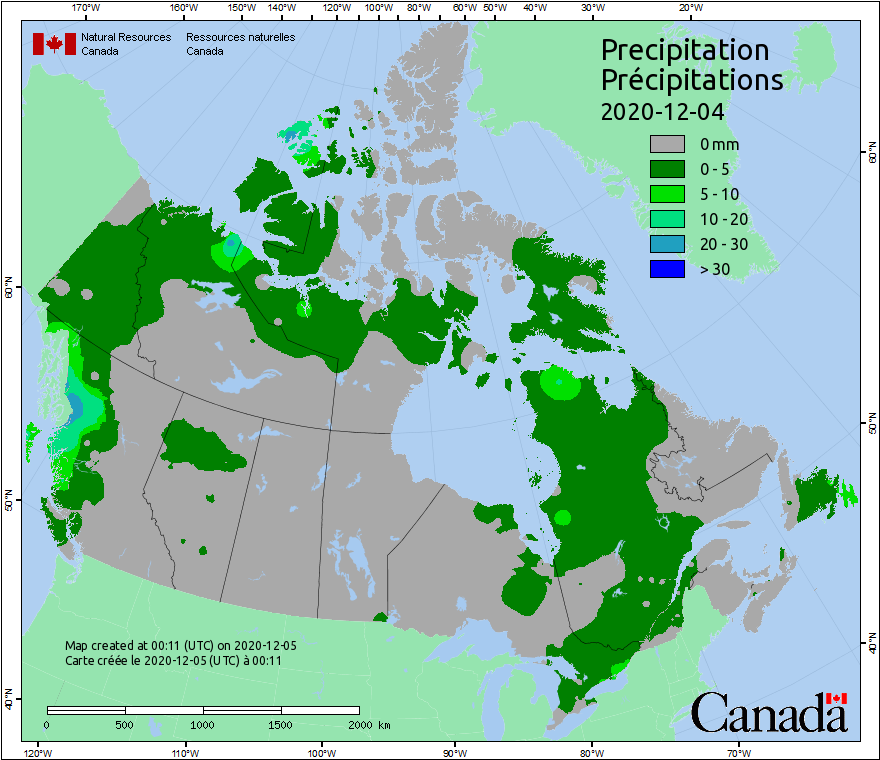 170°W 160°W 150°W 140°W 120°W 100°W 80°W 60°W 50°W 40°W 30°W 20°W
Natural Resources Ressources naturelles
Canada Canada
Precipitation
Précipitations
2020-12-04
0 mm
0 - 5
5 - 10
10 - 20
20 - 30
> 30
60°N
60°N
50°N
50°N
40°N
40°N
Map created at 00:11 (UTC) on 2020-12-05
Carte créée le 2020-12-05 (UTC) à 00:11
0 500 1000 1500 2000 km
Canada
120°W 110°W 100°W 90°W 80°W 70°W